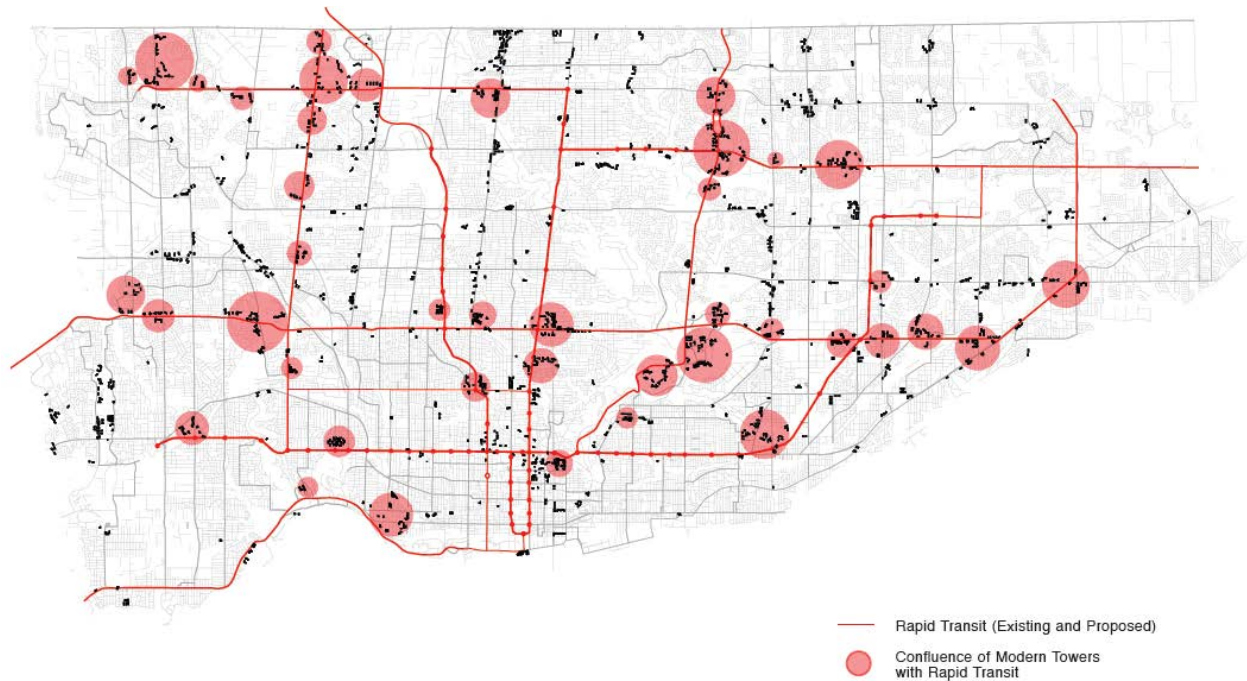 Rapid Transit (Existing and Proposed)
Confluence of Modern Towers
with Rapid Transit